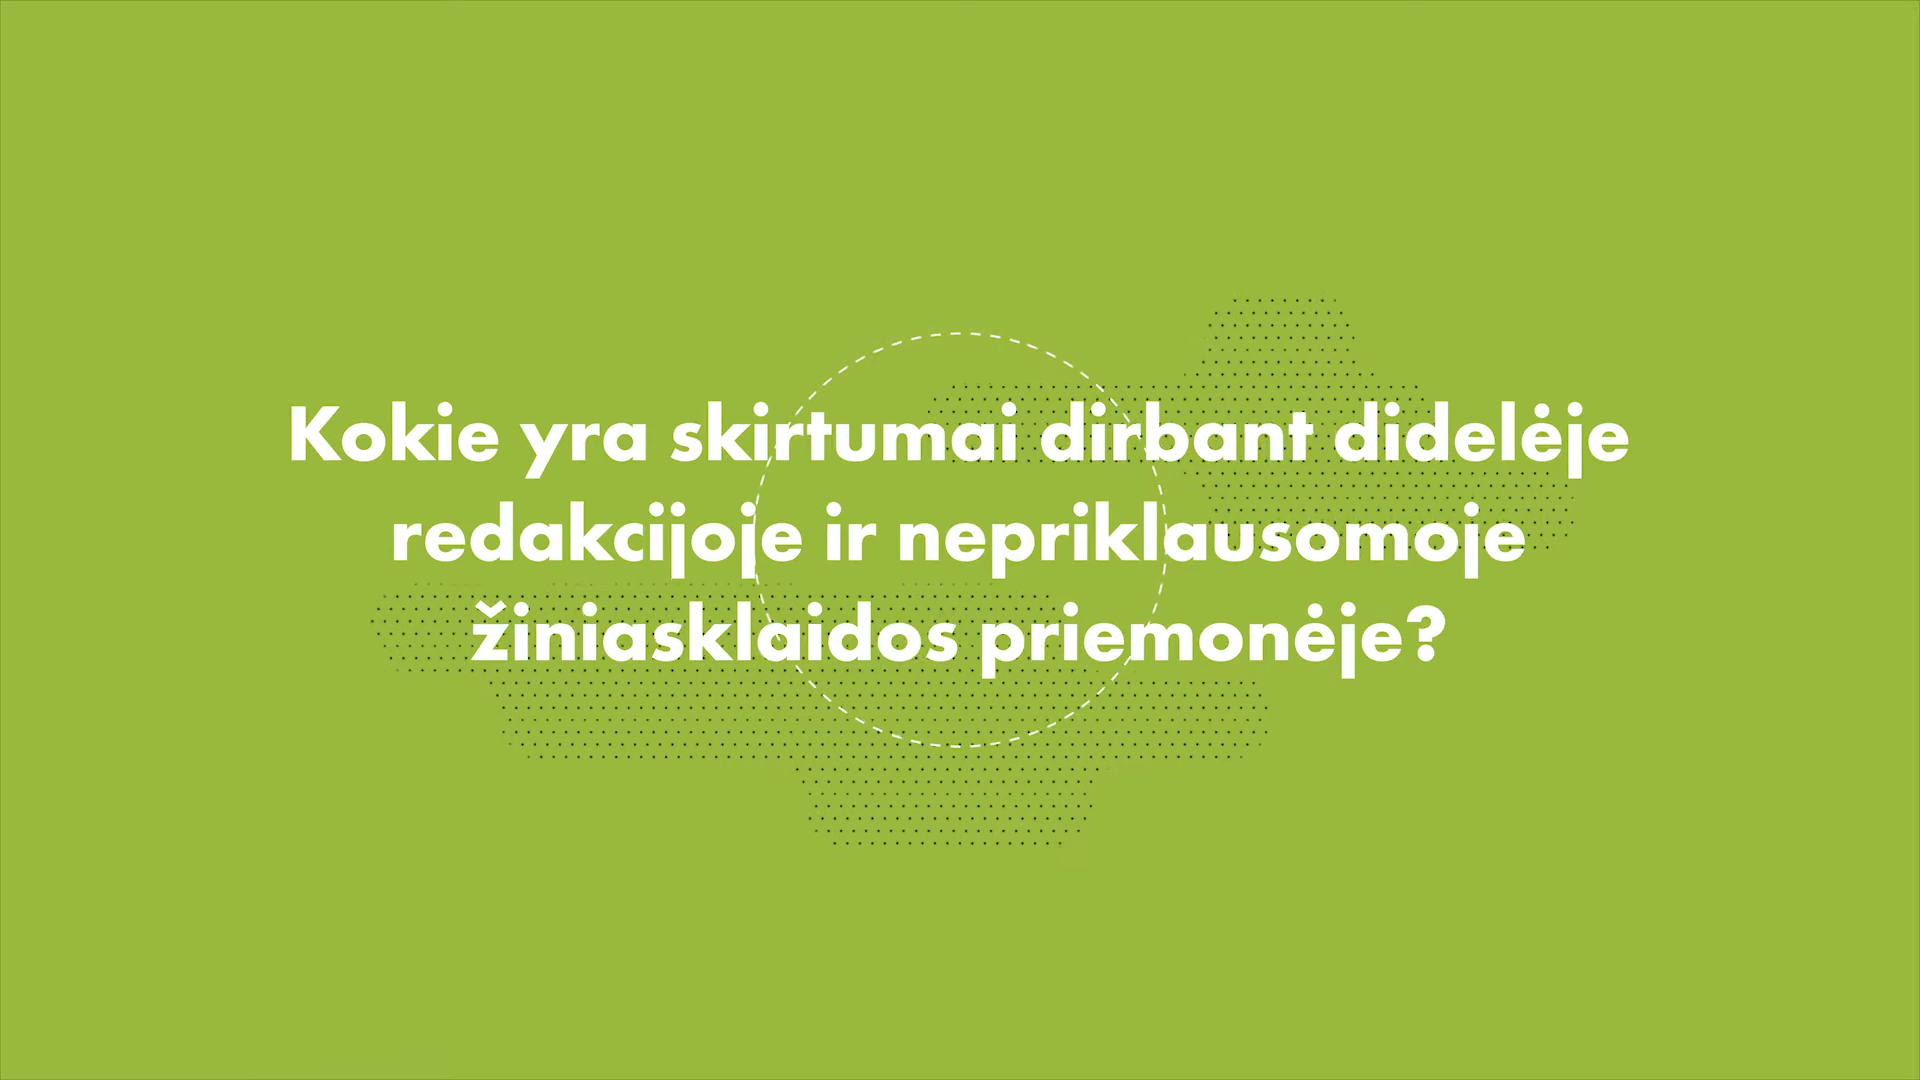 Kokie yra skirtumai dirbant didelėje
redakcijoje ir nepriklausomoje
žiniasklaidos priemonėje?